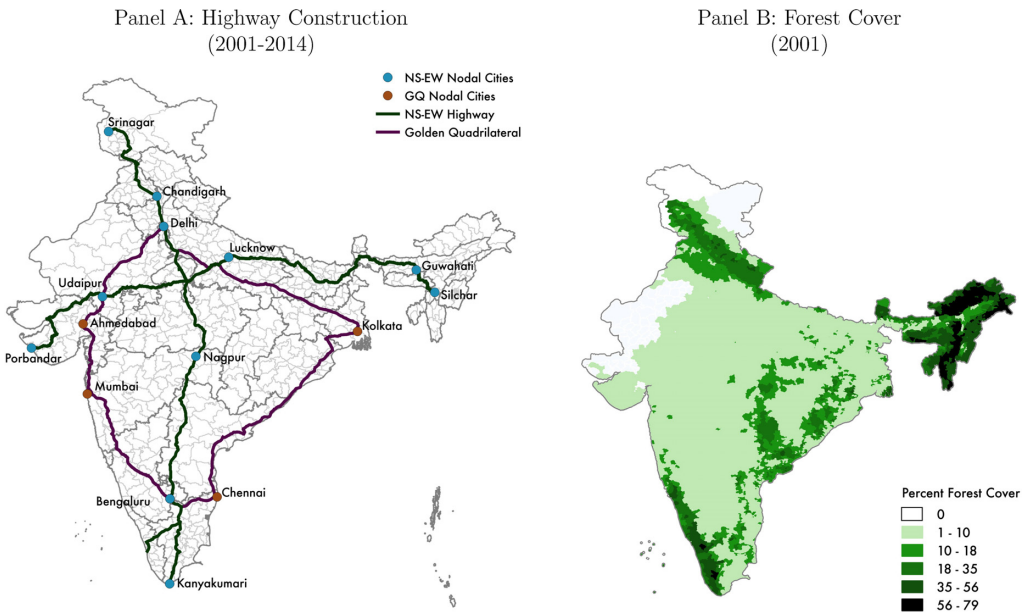 Panel A: Highway Construction
(2001-2014)
NS-EW Nodal Cities
GQ Nodal Cities
NS-EW Highway
Golden Quadrilateral
Srinagar
Chandigarh
Delhi
Lucknow
Guwahati
Udaipur
Silchar
Ahmedabad
Kolkata
Porbandar
Nagpur
Mumbai
Bengaluru
Chennai
Kanyakumari
Panel B: Forest Cover
(2001)
Percent Forest Cover
0
1 - 10
10 - 18
18 - 35
35 - 56
56 - 79